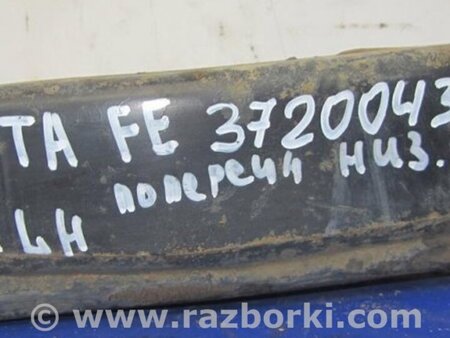 TA FE 3720043
поперечн низ.
LH
www.razborki.com